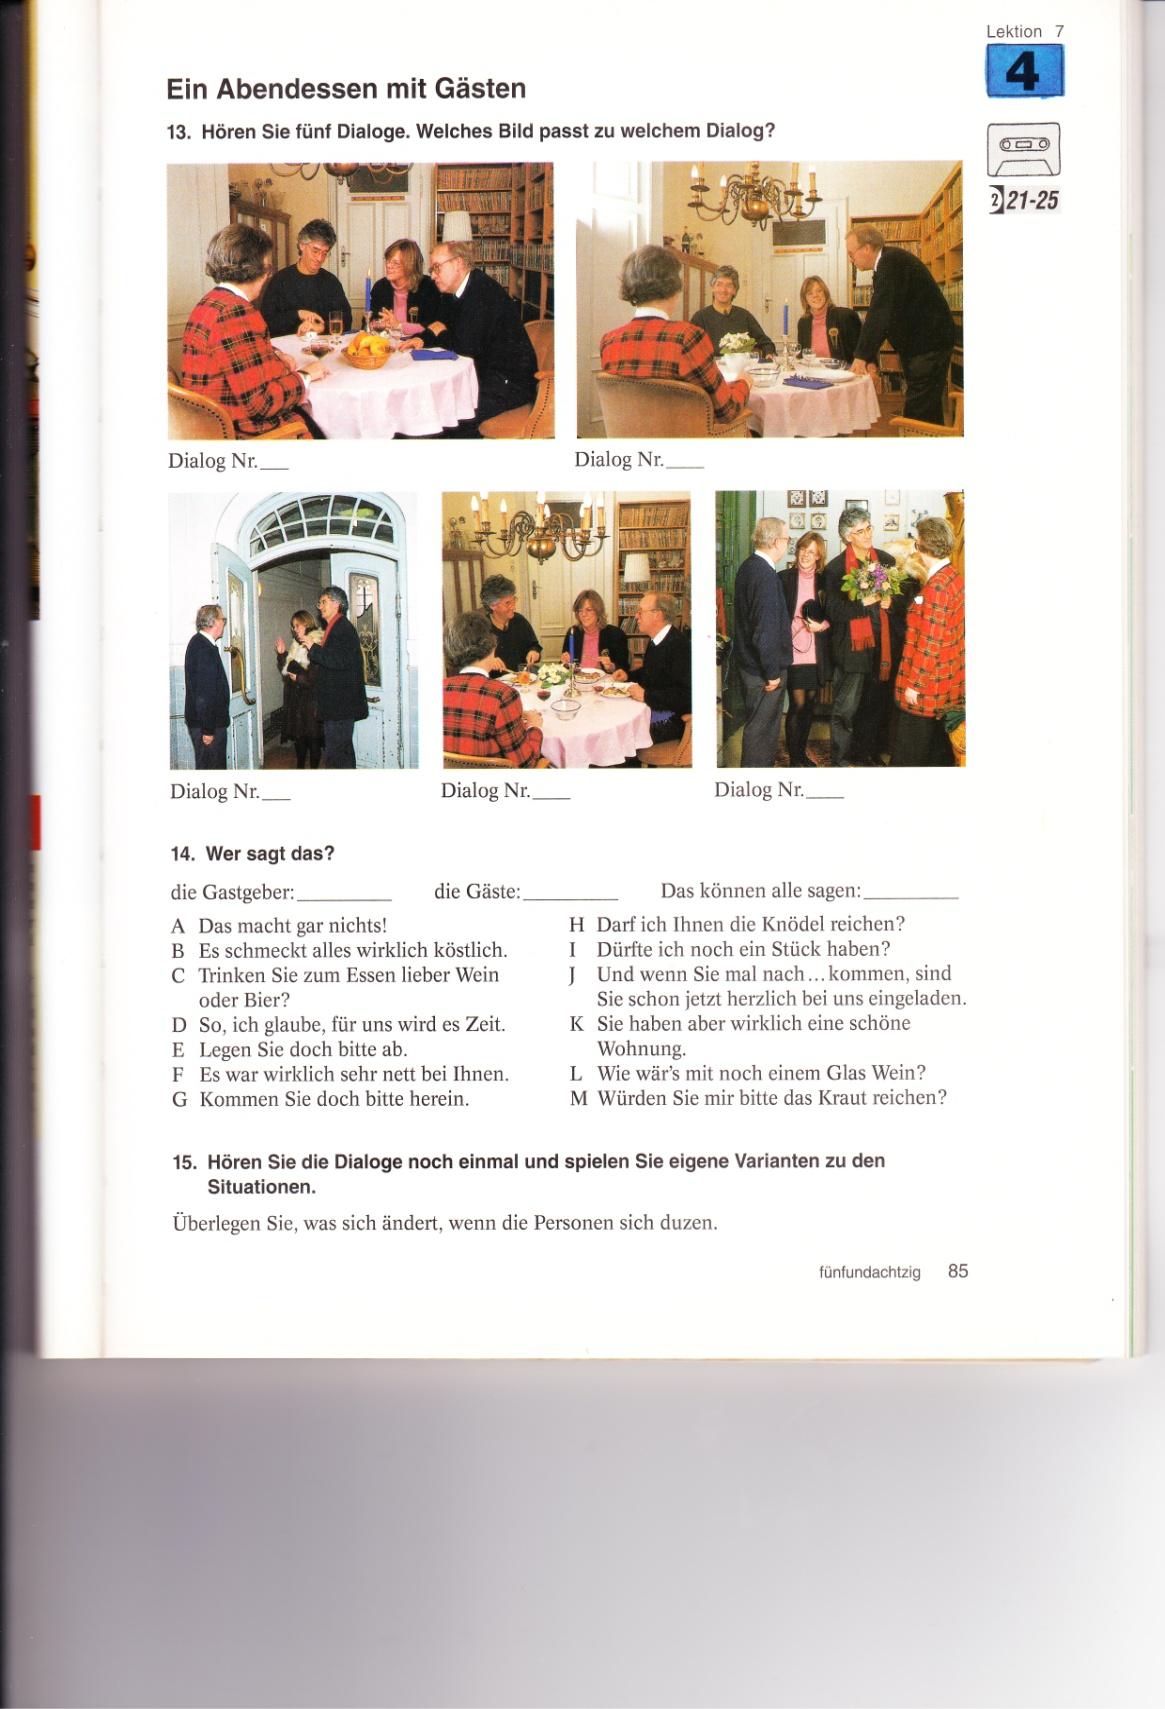 Lektion 7
4
Ein Abendessen mit Gästen
13. Hören Sie fünf Dialoge. Welches Bild passt zu welchem Dialog?
2 21-25
Dialog Nr.___
Dialog Nr.____
Dialog Nr.___
Dialog Nr.____
Dialog Nr.____
14. Wer sagt das?
die Gastgeber:__________ die Gäste:__________ Das können alle sagen:__________
A Das macht gar nichts!
B Es schmeckt alles wirklich köstlich.
C Trinken Sie zum Essen lieber Wein
oder Bier?
D So, ich glaube, für uns wird es Zeit.
E Legen Sie doch bitte ab.
F Es war wirklich sehr nett bei Ihnen.
G Kommen Sie doch bitte herein.
H Darf ich Ihnen die Knödel reichen?
I Dürfte ich noch ein Stück haben?
J Und wenn Sie mal nach ... kommen, sind
Sie schon jetzt herzlich bei uns eingeladen.
K Sie haben aber wirklich eine schöne
Wohnung.
L Wie wär's mit noch einem Glas Wein?
M Würden Sie mir bitte das Kraut reichen?
15. Hören Sie die Dialoge noch einmal und spielen Sie eigene Varianten zu den
Situationen.
Überlegen Sie, was sich ändert, wenn die Personen sich duzen.
fünfundachtzig 85